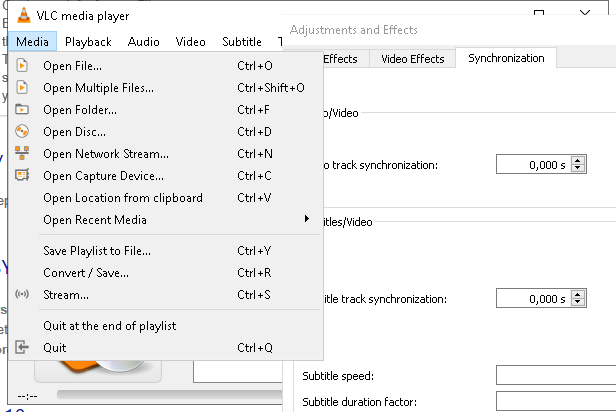 VLC media player
Media Playback Audio Video Subtitle
Open File... Ctrl+O
Open Multiple Files... Ctrl+Shift+O
Open Folder... Ctrl+F
Open Disc... Ctrl+D
Open Network Stream... Ctrl+N
Open Capture Device... Ctrl+C
Open Location from clipboard Ctrl+V
Open Recent Media
Save Playlist to File... Ctrl+Y
Convert / Save... Ctrl+R
Stream... Ctrl+S
Quit at the end of playlist
Quit Ctrl+Q
--:--
Adjustments and Effects
Effects Video Effects Synchronization
o/Video
o track synchronization: 0,000 s
titles/Video
title track synchronization: 0,000 s
Subtitle speed:
Subtitle duration factor: